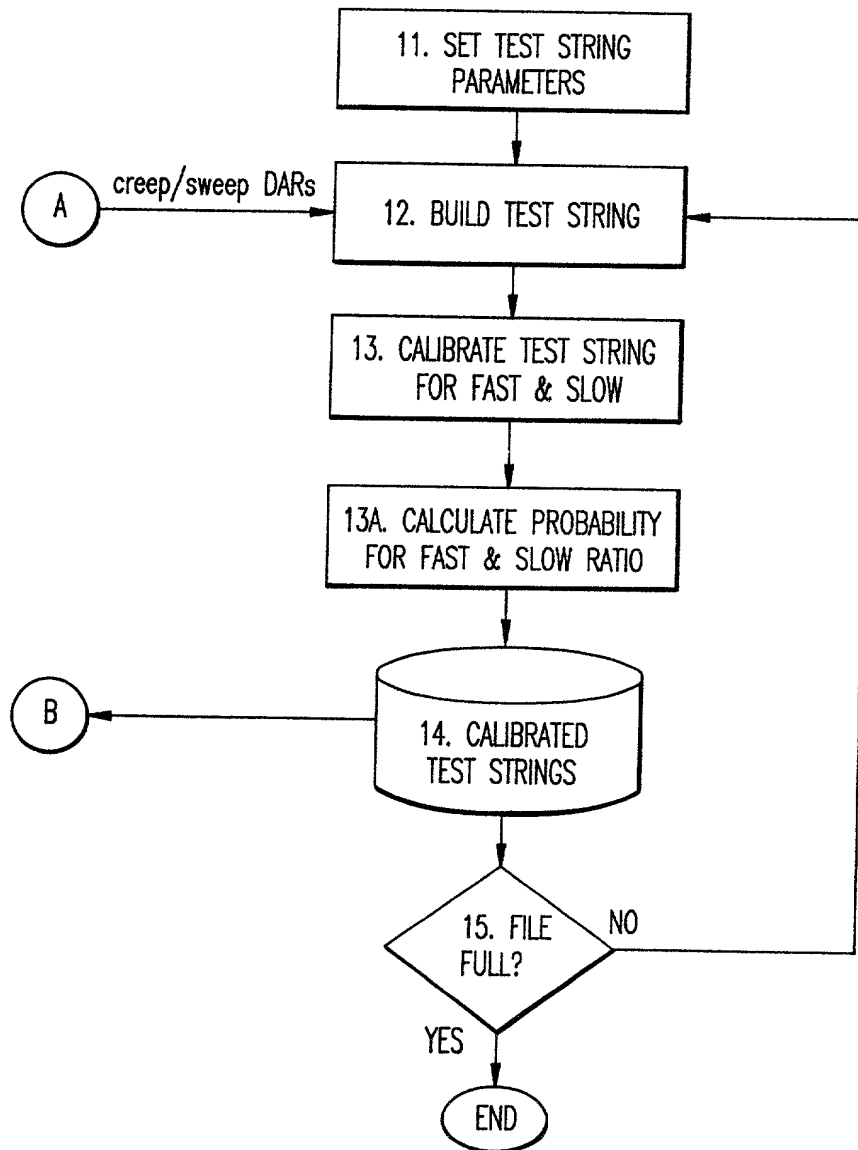 11. SET TEST STRING
PARAMETERS
A
creep/sweep DARs
12. BUILD TEST STRING
13. CALIBRATE TEST STRING
FOR FAST & SLOW
13A. CALCULATE PROBABILITY
FOR FAST & SLOW RATIO
B
14. CALIBRATED
TEST STRINGS
15. FILE
FULL?
NO
YES
END